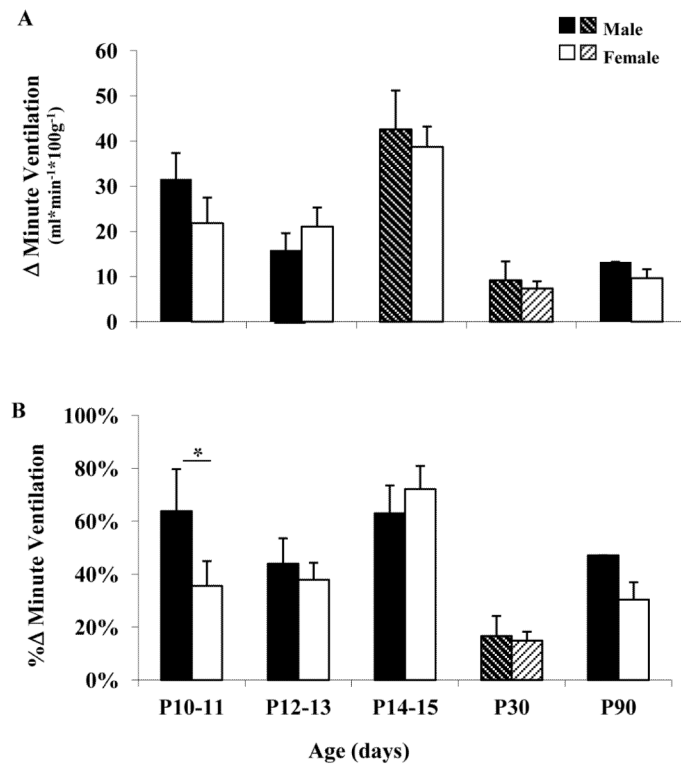 A
Male
Female
Δ Minute Ventilation
(ml*min-1*100g-1)
60
50
40
30
20
10
0
B
%Δ Minute Ventilation
100%
80%
60%
40%
20%
0%
*
P10-11 P12-13 P14-15 P30 P90
Age (days)